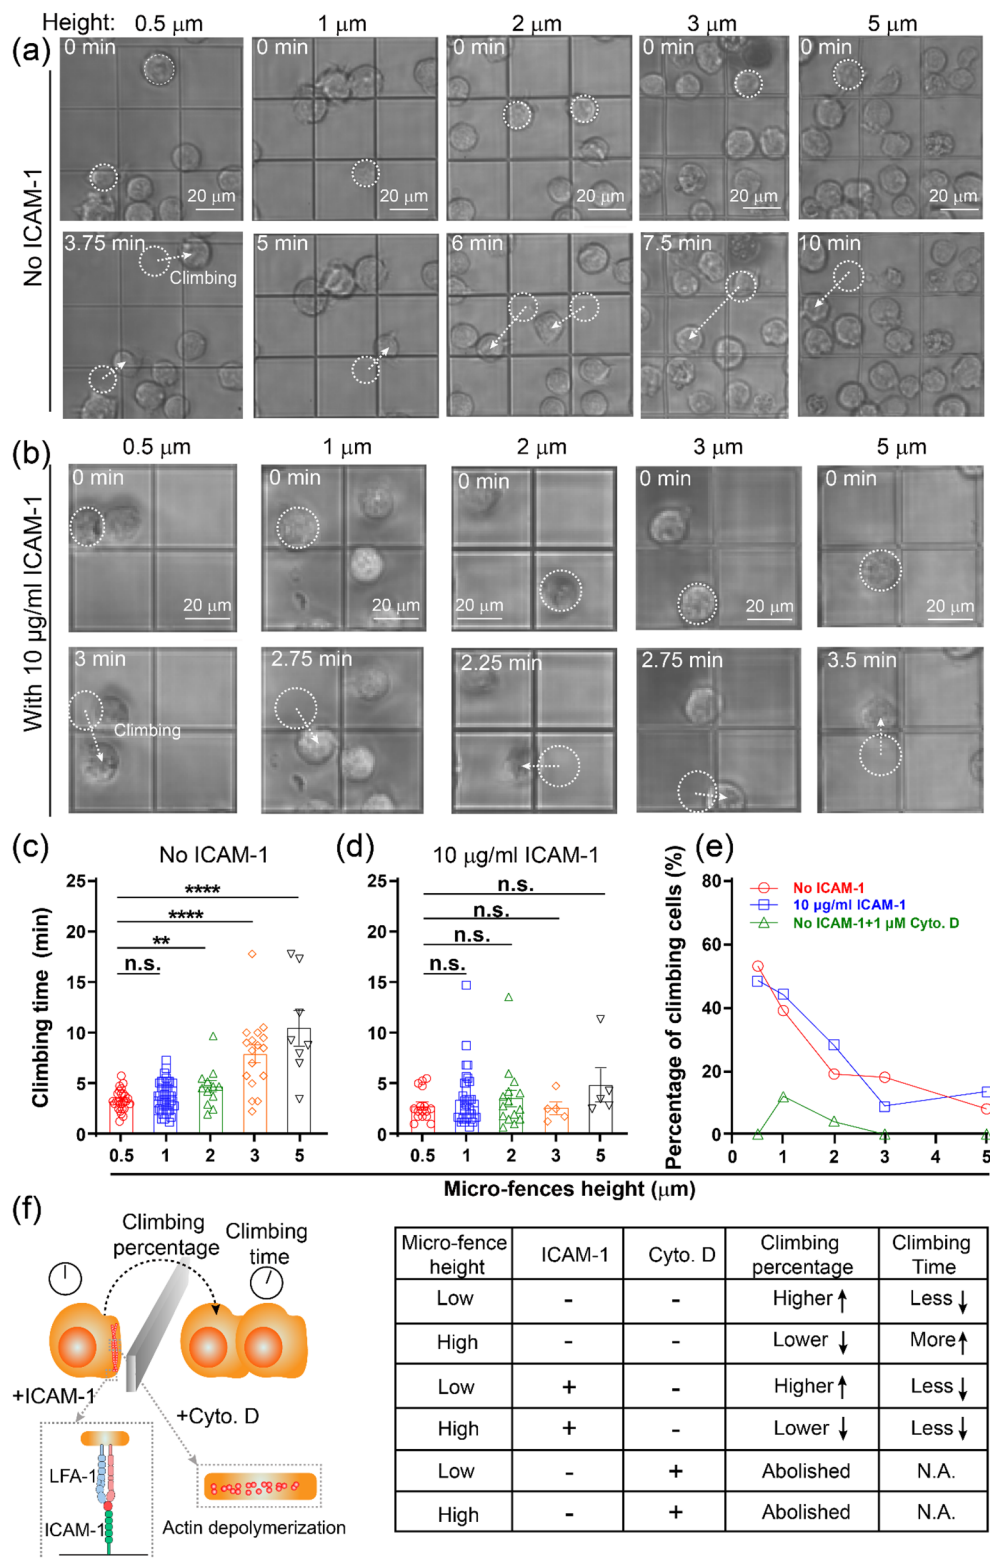 Height: 0.5 μm 1 μm 2 μm 3 μm 5 μm
(a)
No ICAM-1
0 min 0 min 0 min 0 min 0 min
20 μm 20 μm 20 μm 20 μm 20 μm
3.75 min 5 min 6 min 7.5 min 10 min
Climbing
(b)
0.5 μm 1 μm 2 μm 3 μm 5 μm
With 10 μg/ml ICAM-1
0 min 0 min 0 min 0 min 0 min
20 μm 20 μm 20 μm 20 μm 20 μm
3 min 2.75 min 2.25 min 2.75 min 3.5 min
Climbing
(c)
No ICAM-1
Climbing time (min)
25
20
15
10
5
0
****
****
**
n.s.
0.5 1 2 3 5
(d)
10 μg/ml ICAM-1
25
20
15
10
5
0
n.s.
n.s.
n.s.
n.s.
0.5 1 2 3 5
(e)
Percentage of climbing cells (%)
80
60
40
20
0
No ICAM-1
10 μg/ml ICAM-1
No ICAM-1+1 μM Cyto. D
0 1 2 3 4 5
Micro-fences height (μm)
(f)
Climbing
percentage
Climbing
time
+ICAM-1
+Cyto. D
LFA-1
ICAM-1
Actin depolymerization
Micro-fence height ICAM-1 Cyto. D Climbing percentage Climbing Time
Low - - Higher↑ Less↓
High - - Lower ↓ More↑
Low + - Higher↑ Less↓
High + - Lower ↓ Less↓
Low - + Abolished N.A.
High - + Abolished N.A.